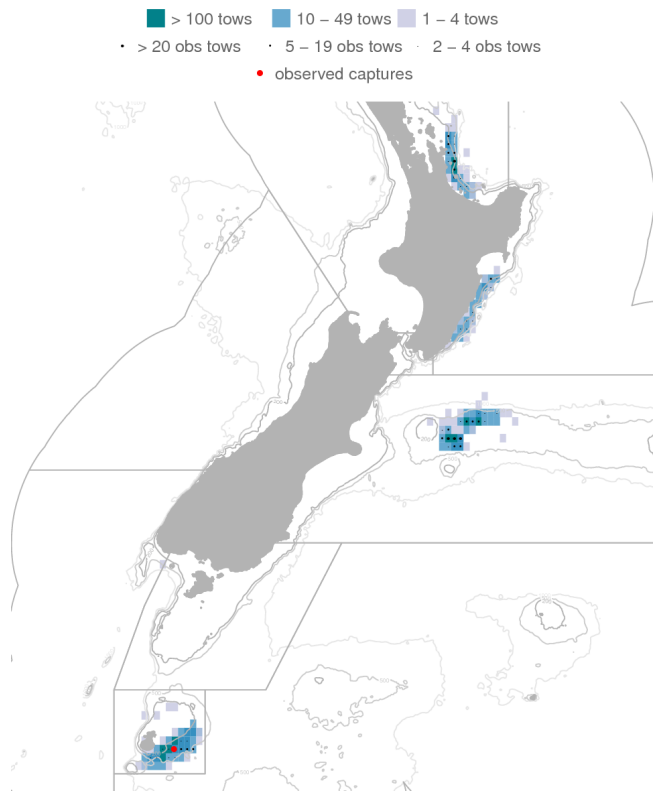 > 100 tows 10 − 49 tows 1 − 4 tows
> 20 obs tows 5 − 19 obs tows 2 − 4 obs tows
observed captures